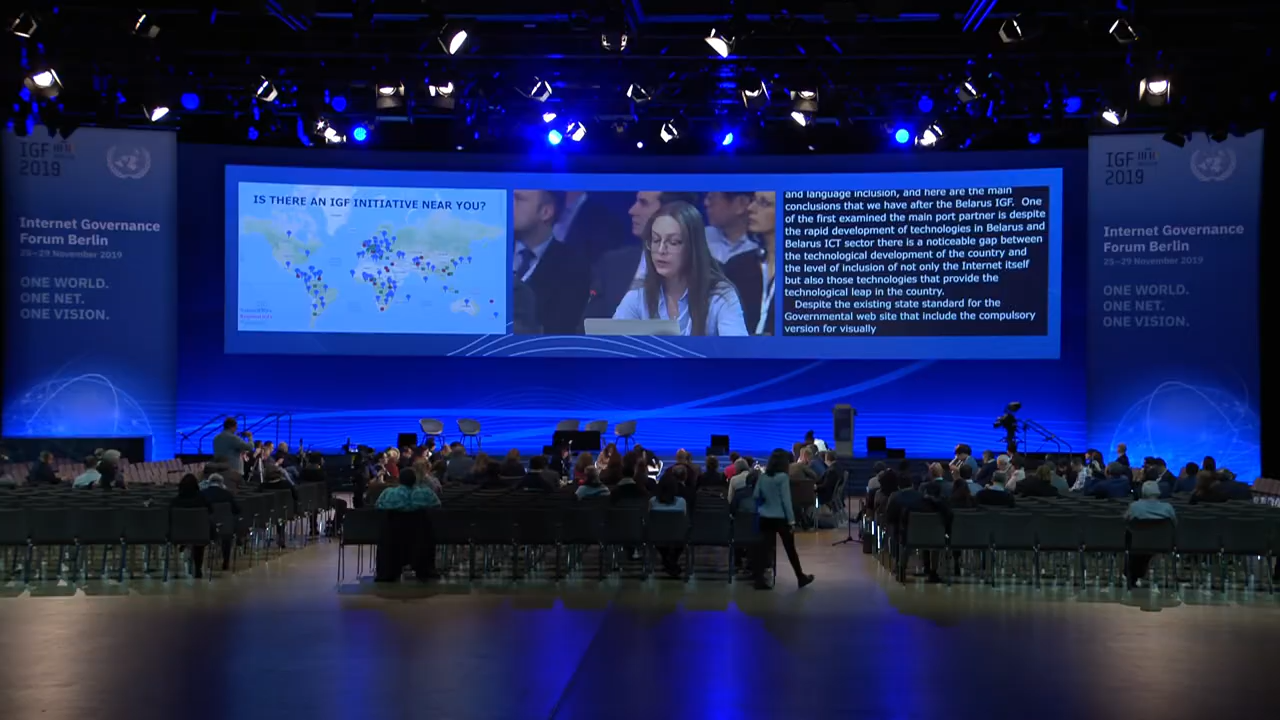 IGF
2019
Internet Governance
Forum Berlin
25–29 November 2019
ONE WORLD.
ONE NET.
ONE VISION.
IS THERE AN IGF INITIATIVE NEAR YOU?
and language inclusion, and here are the main
conclusions that we have after the Belarus IGF. One
of the first examined the main port partner is despite
the rapid development of technologies in Belarus and
Belarus ICT sector there is a noticeable gap between
the technological development of the country and
the level of inclusion of not only the Internet itself
but also those technologies that provide the
technological leap in the country.
Despite the existing state standard for the
Governmental web site that include the compulsory
version for visually
IGF
2019
Internet Governance
Forum Berlin
25–29 November 2019
ONE WORLD.
ONE NET.
ONE VISION.